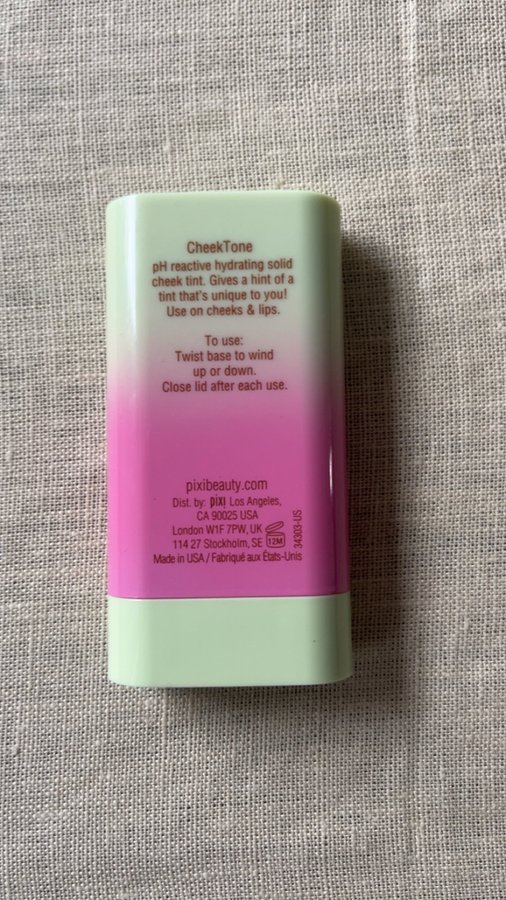 CheekTone
pH reactive hydrating solid
cheek tint. Gives a hint of a
tint that's unique to you!
Use on cheeks & lips.
To use:
Twist base to wind
up or down.
Close lid after each use.
pixibeauty.com
Dist. by: pixi Los Angeles,
CA 90025 USA
London W1F 7PW, UK
114 27 Stockholm, SE
12M
Made in USA / Fabriqué aux États-Unis
34303-US